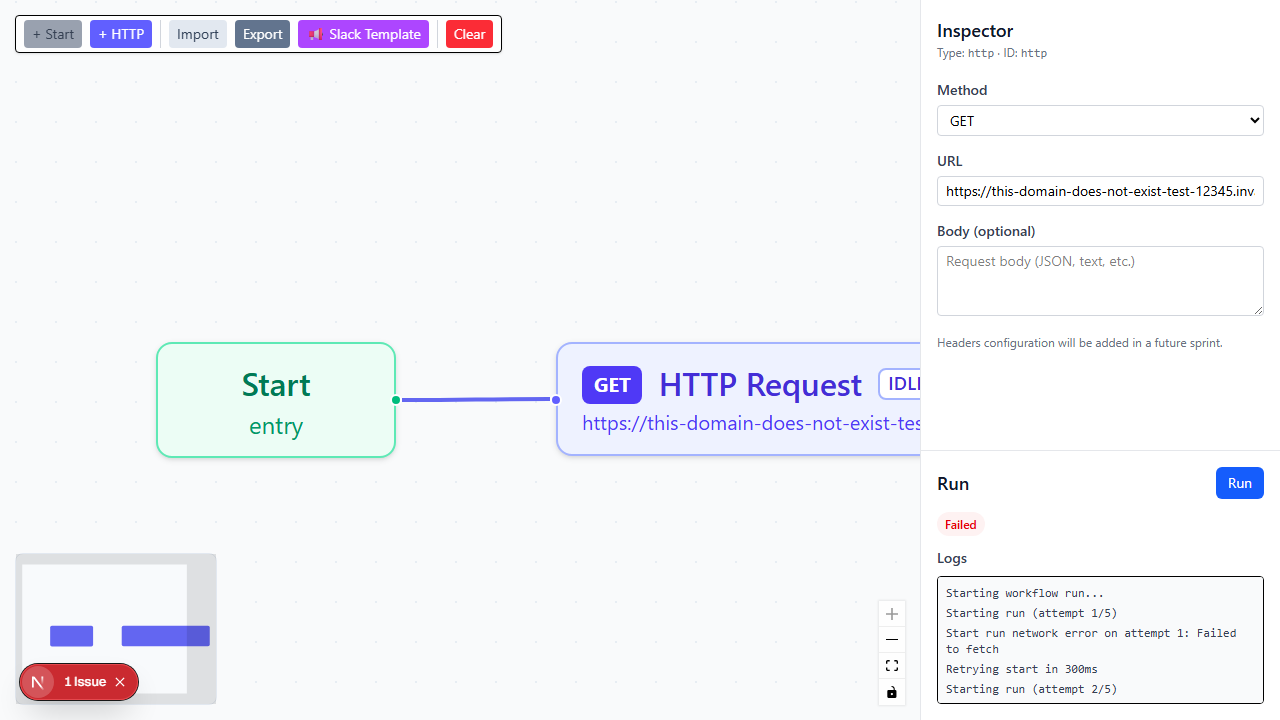 + Start
+ HTTP
Import
Export
Slack Template
Clear
Start
entry
GET
HTTP Request
https://this-domain-does-not-exist-tes
N
1 Issue
Inspector
Type: http · ID: http
Method
GET
URL
https://this-domain-does-not-exist-test-12345.inv
Body (optional)
Request body (JSON, text, etc.)
Headers configuration will be added in a future sprint.
Run
Run
Failed
Logs
Starting workflow run...
Starting run (attempt 1/5)
Start run network error on attempt 1: Failed
to fetch
Retrying start in 300ms
Starting run (attempt 2/5)